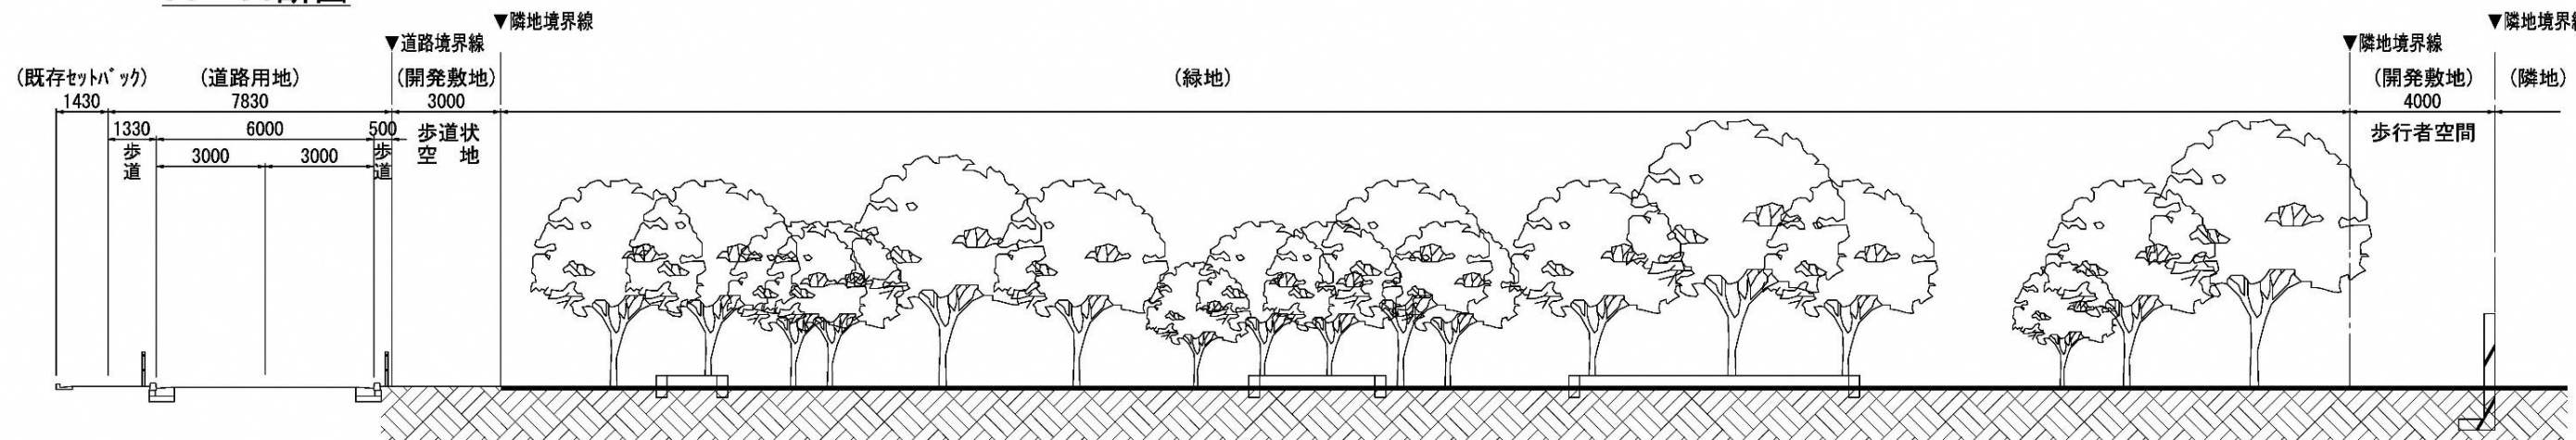 断面
▼隣地境界線
▼隣地境界
▼道路境界線
▼隣地境界線
(既存セットバック)
(道路用地)
(開発敷地)
(緑地)
(開発敷地)
(隣地)
1430
7830
3000
4000
1330
6000
500
歩道状
空 地
歩行者空間
歩道
3000
3000
歩道